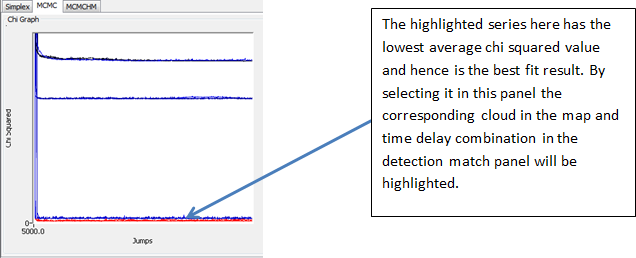 Simplex MCMC MCMCHM
Chi Graph
Chi Squared
0
5000.0
Jumps
The highlighted series here has the
lowest average chi squared value
and hence is the best fit result. By
selecting it in this panel the
corresponding cloud in the map and
time delay combination in the
detection match panel will be
highlighted.